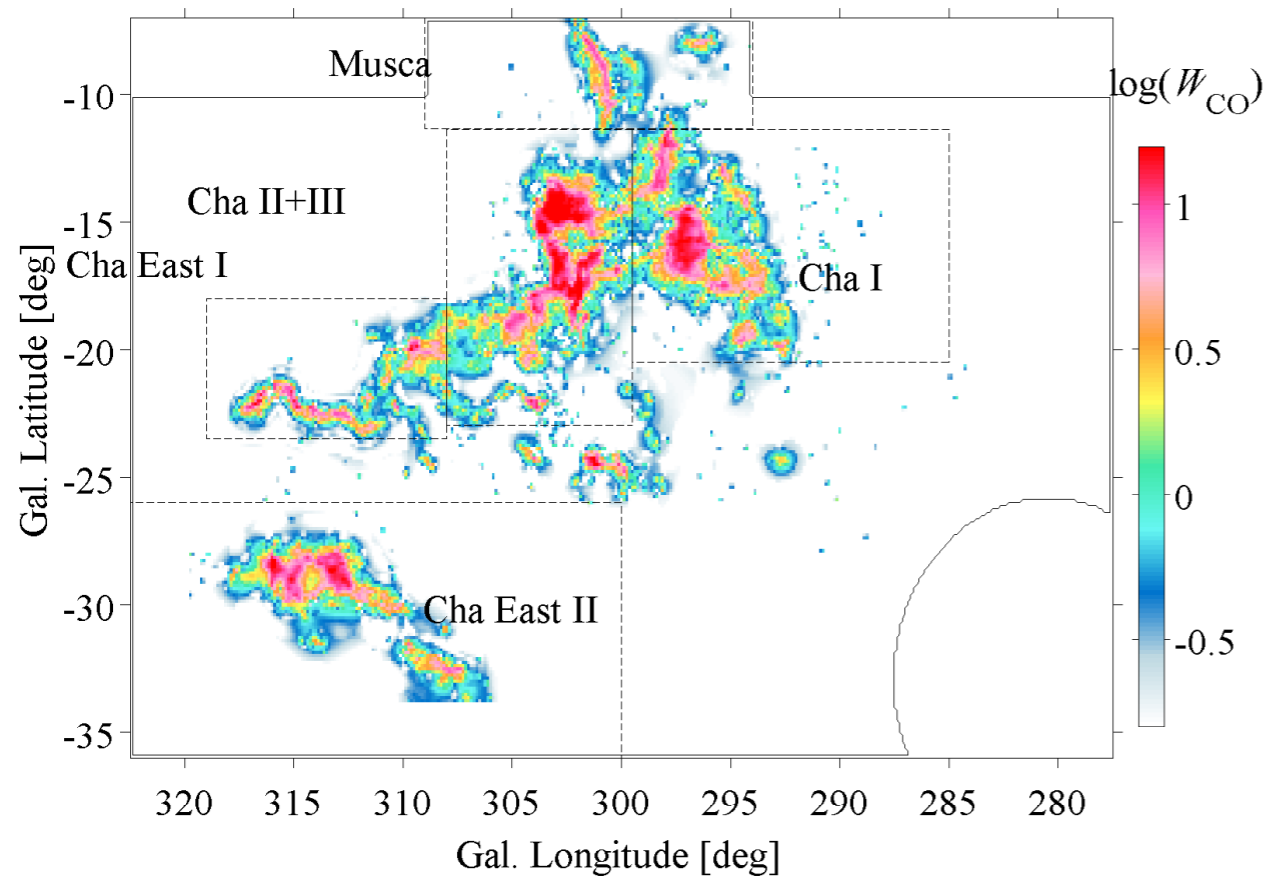 Musca
log(W_CO)
-10
Cha II+III
-15
1
Cha East I
Cha I
-20
0.5
-25
0
Cha East II
-30
-0.5
-35
Gal. Latitude [deg]
320 315 310 305 300 295 290 285 280
Gal. Longitude [deg]